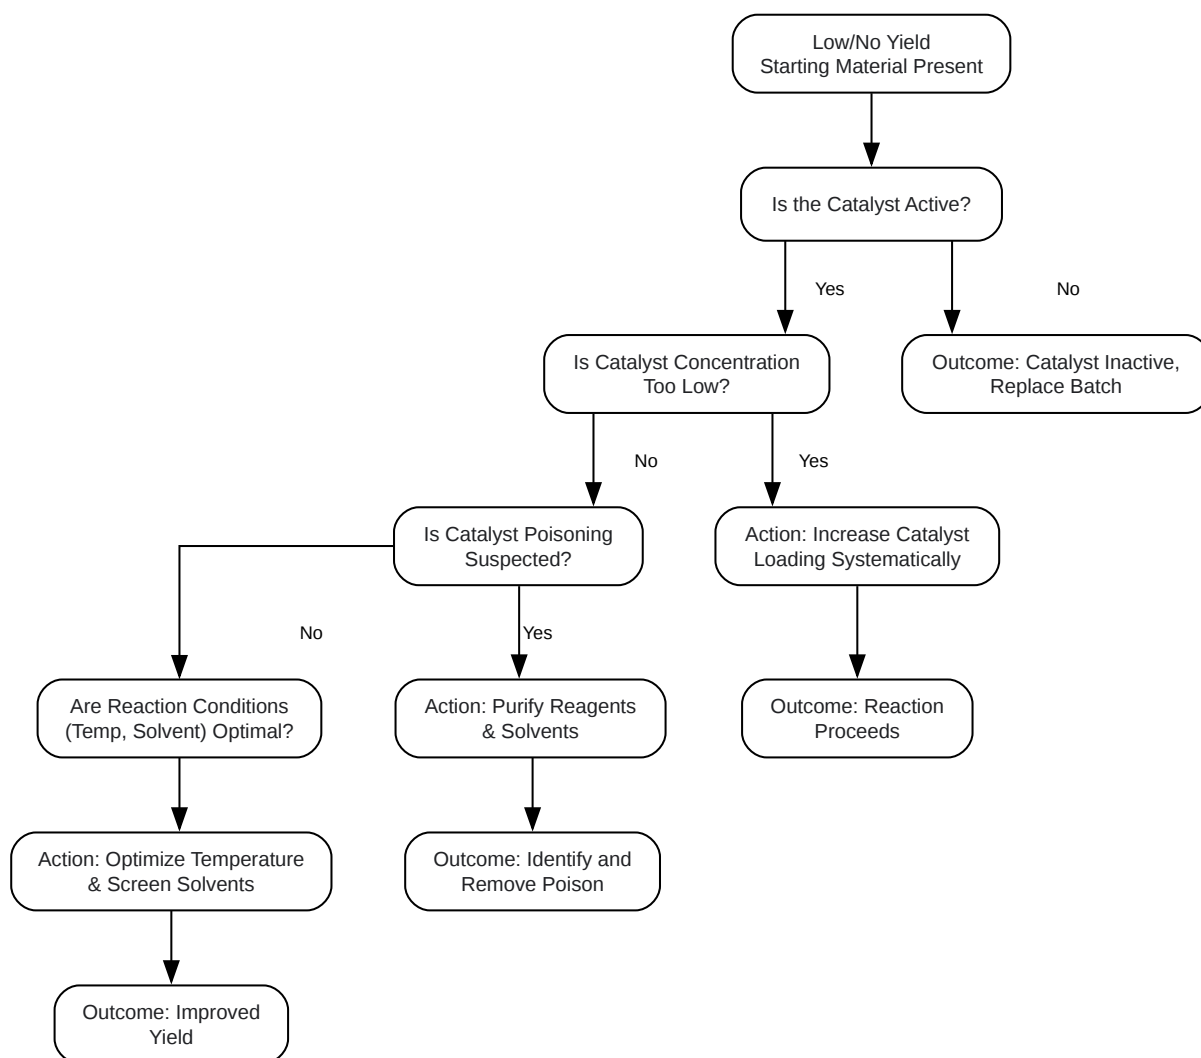 Low/No Yield
Starting Material Present
Is the Catalyst Active?
Yes
No
Is Catalyst Concentration
Too Low?
Outcome: Catalyst Inactive,
Replace Batch
No
Yes
Is Catalyst Poisoning
Suspected?
Action: Increase Catalyst
Loading Systematically
No
Yes
Are Reaction Conditions
(Temp, Solvent) Optimal?
Action: Purify Reagents
& Solvents
Outcome: Reaction
Proceeds
Action: Optimize Temperature
& Screen Solvents
Outcome: Identify and
Remove Poison
Outcome: Improved
Yield